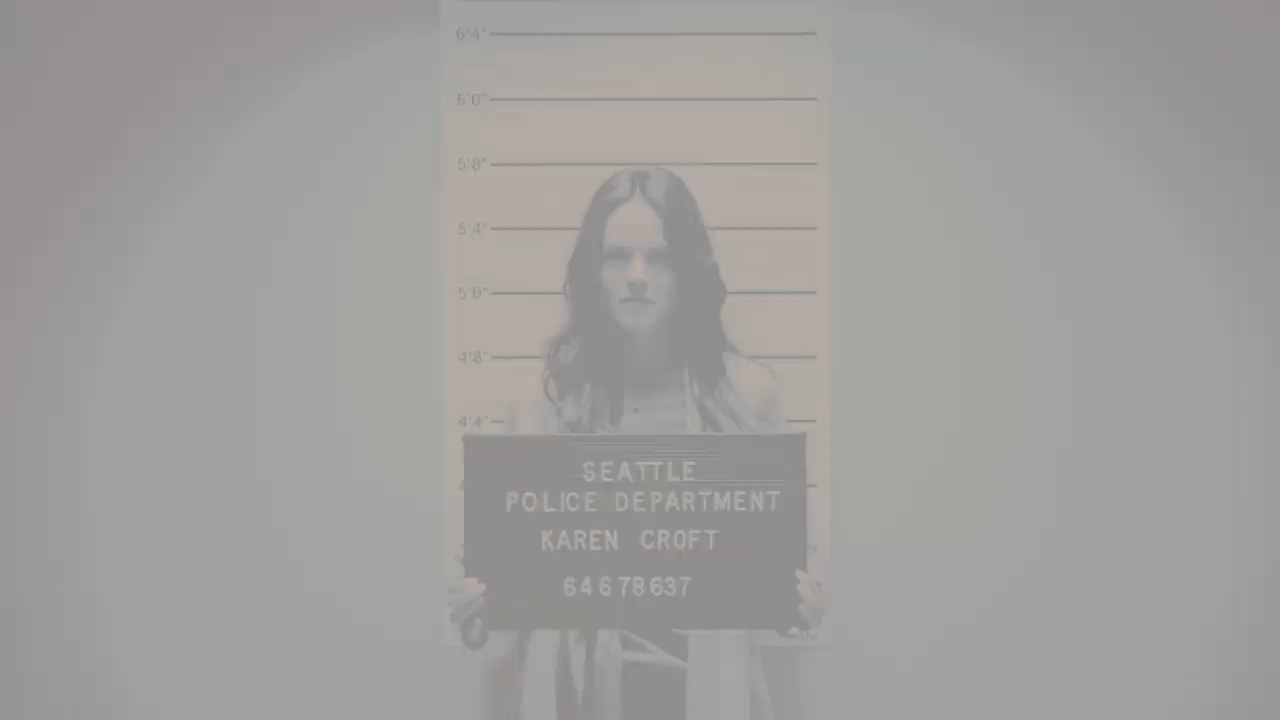 6'4"
6'0"
5'8"
5'4"
5'0"
4'8"
4'4"
SEATTLE
POLICE DEPARTMENT
KAREN CROFT
64678637